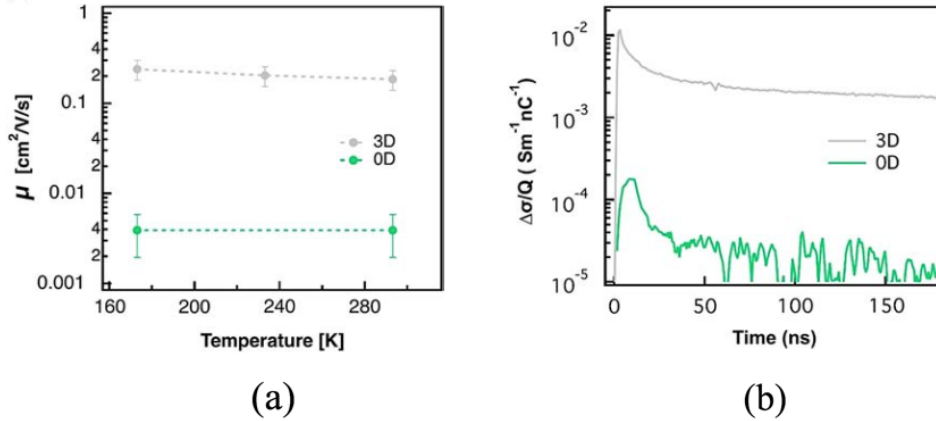 1
4
2
0.1
4
2
0.01
4
2
0.001
μ [cm²/V/s]
160 200 240 280
Temperature [K]
3D
0D
(a)
10⁻²
10⁻³
10⁻⁴
10⁻⁵
Δσ/Q ( Sm⁻¹nC⁻¹)
0 50 100 150
Time (ns)
3D
0D
(b)